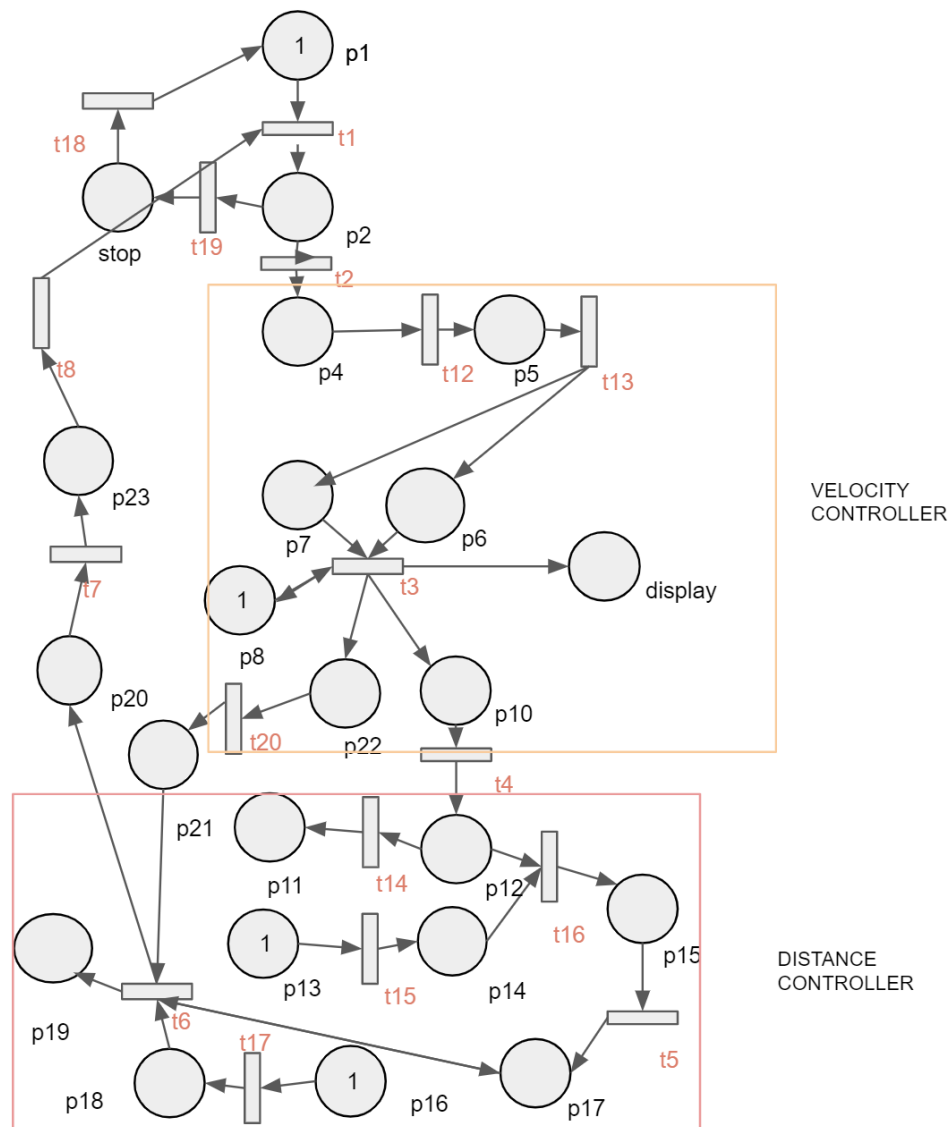 1
p1
t18
t1
stop
t19
p2
t2
p4
t12
p5
t13
t8
p23
VELOCITY
CONTROLLER
p7
p6
t7
t3
1
display
p8
p20
p10
p22
t20
t4
p21
p11
t14
p12
t16
1
p15
p13
t15
p14
DISTANCE
CONTROLLER
p19
t6
t17
t5
1
p18
p16
p17